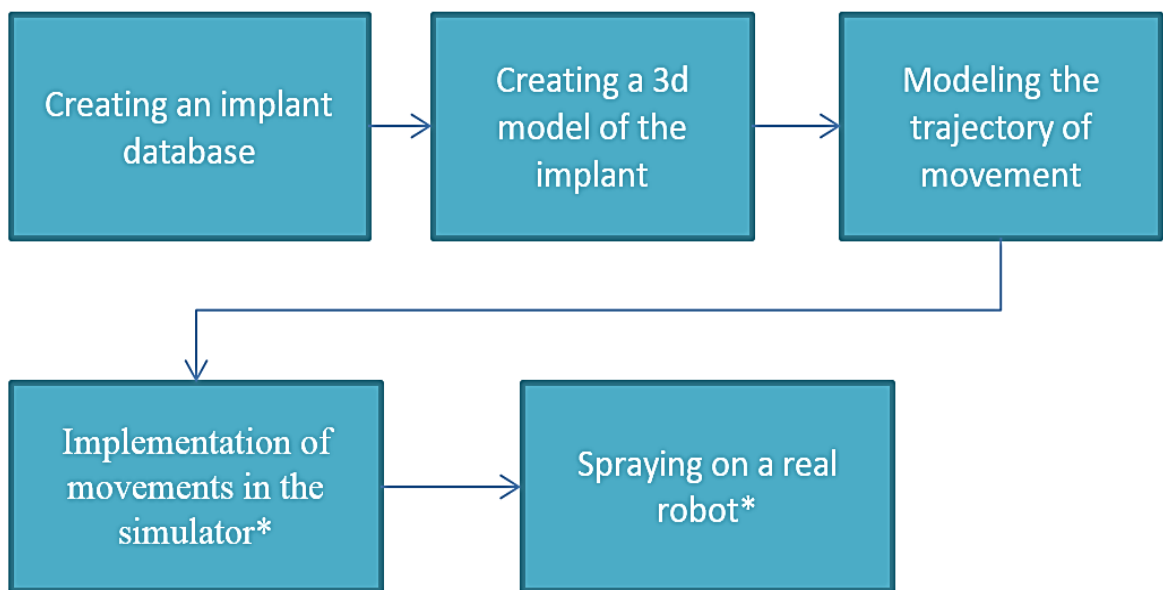 Creating an implant
database
Creating a 3d
model of the
implant
Modeling the
trajectory of
movement
Implementation of
movements in the
simulator*
Spraying on a real
robot*